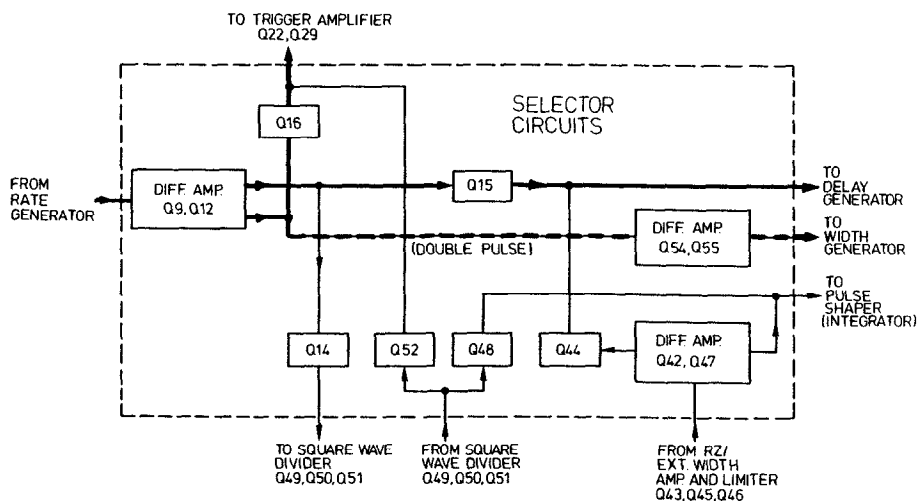 TO TRIGGER AMPLIFIER
Q22,Q29
SELECTOR
CIRCUITS
Q16
FROM
RATE
GENERATOR
DIFF. AMP.
Q9,Q12
Q15
TO
DELAY
GENERATOR
(DOUBLE PULSE)
DIFF. AMP.
Q54,Q55
TO
WIDTH
GENERATOR
TO
PULSE
SHAPER
(INTEGRATOR)
Q14
Q52
Q48
Q44
DIFF. AMP.
Q42,Q47
TO SQUARE WAVE
DIVIDER
Q49,Q50,Q51
FROM SQUARE
WAVE DIVIDER
Q49,Q50,Q51
FROM RZ/
EXT. WIDTH
AMP. AND LIMITER
Q43,Q45,Q46